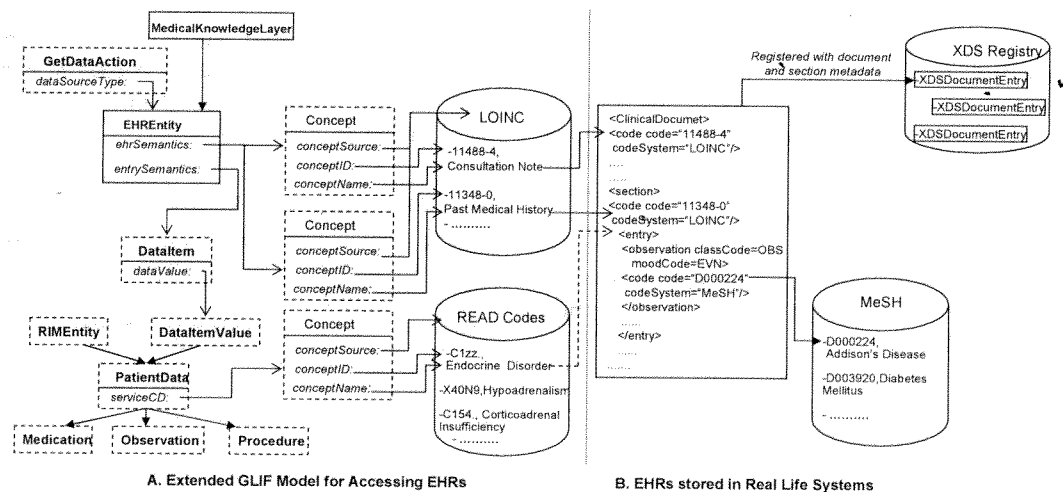 MedicalKnowledgeLayer
GetDataAction
dataSourceType:
EHREntity
ehrSemantics:
entrySemantics:
DataItem
dataValue:
RIMEntity
DataItemValue
PatientData
serviceCD:
Medication
Observation
Procedure
Concept
conceptSource:
conceptID:
conceptName:
Concept
conceptSource:
conceptID:
conceptName:
Concept
conceptSource:
conceptID:
conceptName:
LOINC
-11488-4,
Consultation Note
-11348-0,
Past Medical History
- ..........
READ Codes
-C1zz.,
Endocrine Disorder
-X40N9,Hypoadrenalism
-C154., Corticoadrenal
Insufficiency
- ..........
A. Extended GLIF Model for Accessing EHRs
Registered with document
and section metadata
XDS Registry
-XDSDocumentEntry
-XDSDocumentEntry
-XDSDocumentEntry
<ClinicalDocumet>
<code code="11488-4"
codeSystem="LOINC"/>
.....
<section>
<code code="11348-0"
codeSystem="LOINC"/>
<entry>
<observation classCode=OBS
moodCode=EVN>
<code code="D000224"
codeSystem="MeSH"/>
</observation>
......
</entry>
......
.......
MeSH
-D000224,
Addison's Disease
-D003920,Diabetes
Mellitus
- ..........
B. EHRs stored in Real Life Systems